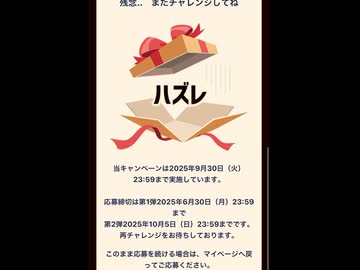 残念.. またチャレンジしてね
ハズレ
当キャンペーンは2025年9月30日（火）
23:59まで実施しています。
応募締切は第1弾2025年6月30日（月）23:59
まで
第2弾2025年10月5日（日）23:59までです。
再チャレンジをお待ちしております。
このまま応募を続ける場合は、マイページへ戻
ってご応募ください。